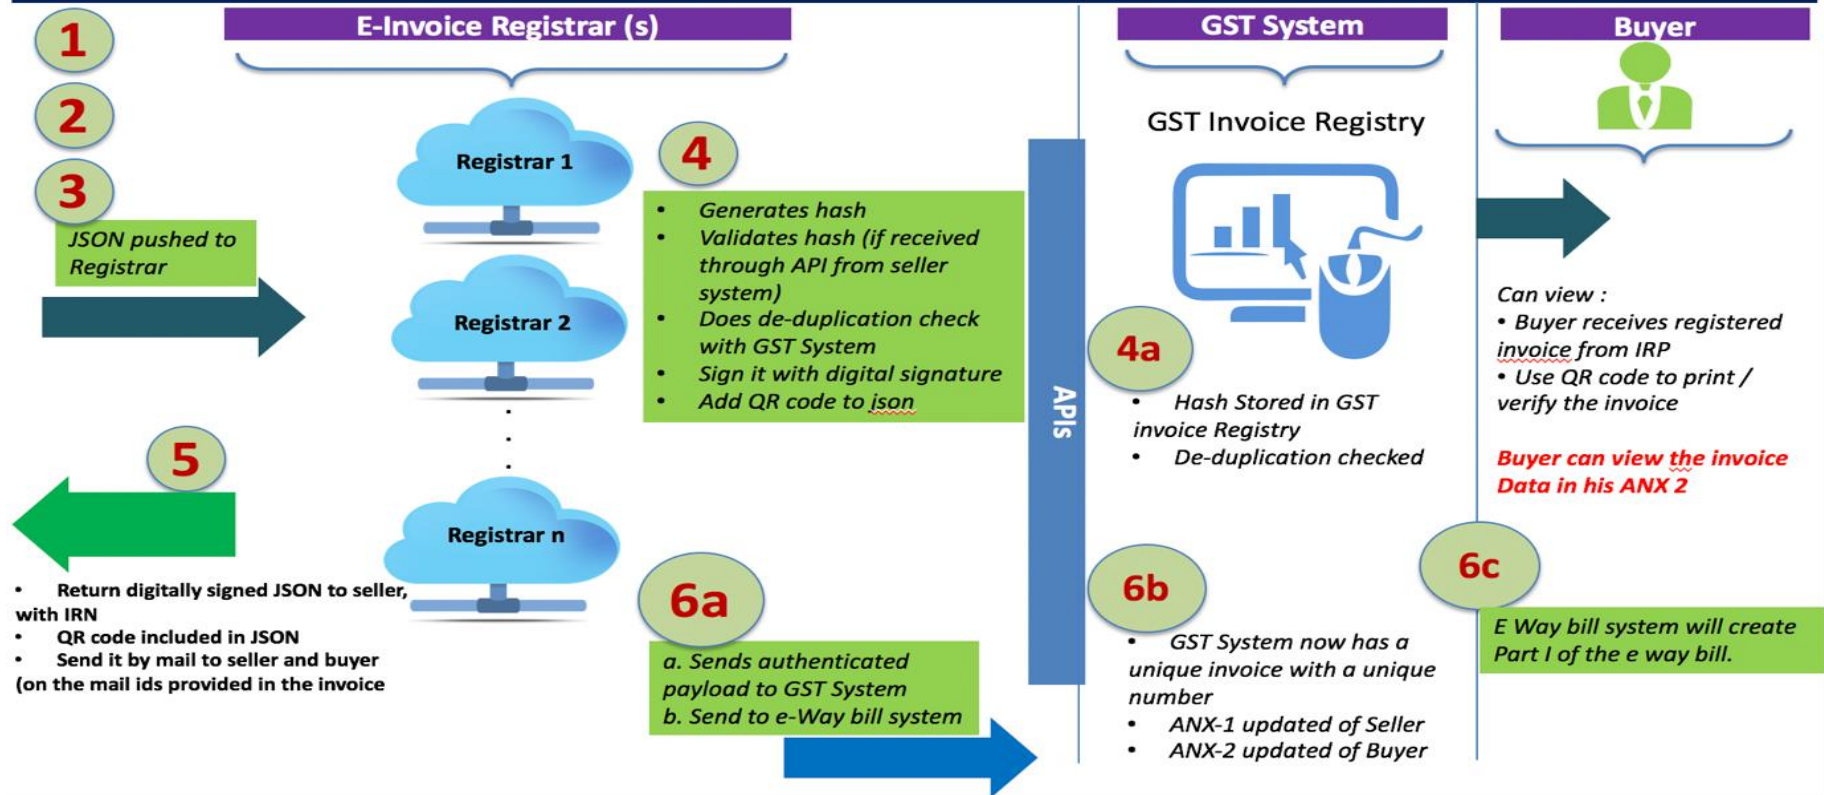 E-Invoice Registrar (s)
GST System
Buyer
1
2
3
JSON pushed to
Registrar
Registrar 1
Registrar 2
Registrar n
4
• Generates hash
• Validates hash (if received
through API from seller
system)
• Does de-duplication check
with GST System
• Sign it with digital signature
• Add QR code to json
5
• Return digitally signed JSON to seller,
with IRN
• QR code included in JSON
• Send it by mail to seller and buyer
(on the mail ids provided in the invoice
6a
a. Sends authenticated
payload to GST System
b. Send to e-Way bill system
APIs
GST Invoice Registry
4a
• Hash Stored in GST
invoice Registry
• De-duplication checked
6b
• GST System now has a
unique invoice with a unique
number
• ANX-1 updated of Seller
• ANX-2 updated of Buyer
Can view :
• Buyer receives registered
invoice from IRP
• Use QR code to print /
verify the invoice
Buyer can view the invoice
Data in his ANX 2
6c
E Way bill system will create
Part I of the e way bill.